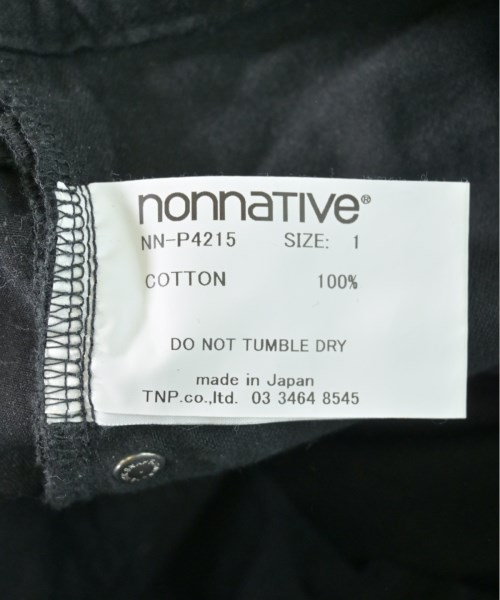 nonnaTIVe®
NN-P4215 SIZE: 1
COTTON 100%
DO NOT TUMBLE DRY
made in Japan
TNP.co.,ltd. 03 3464 8545